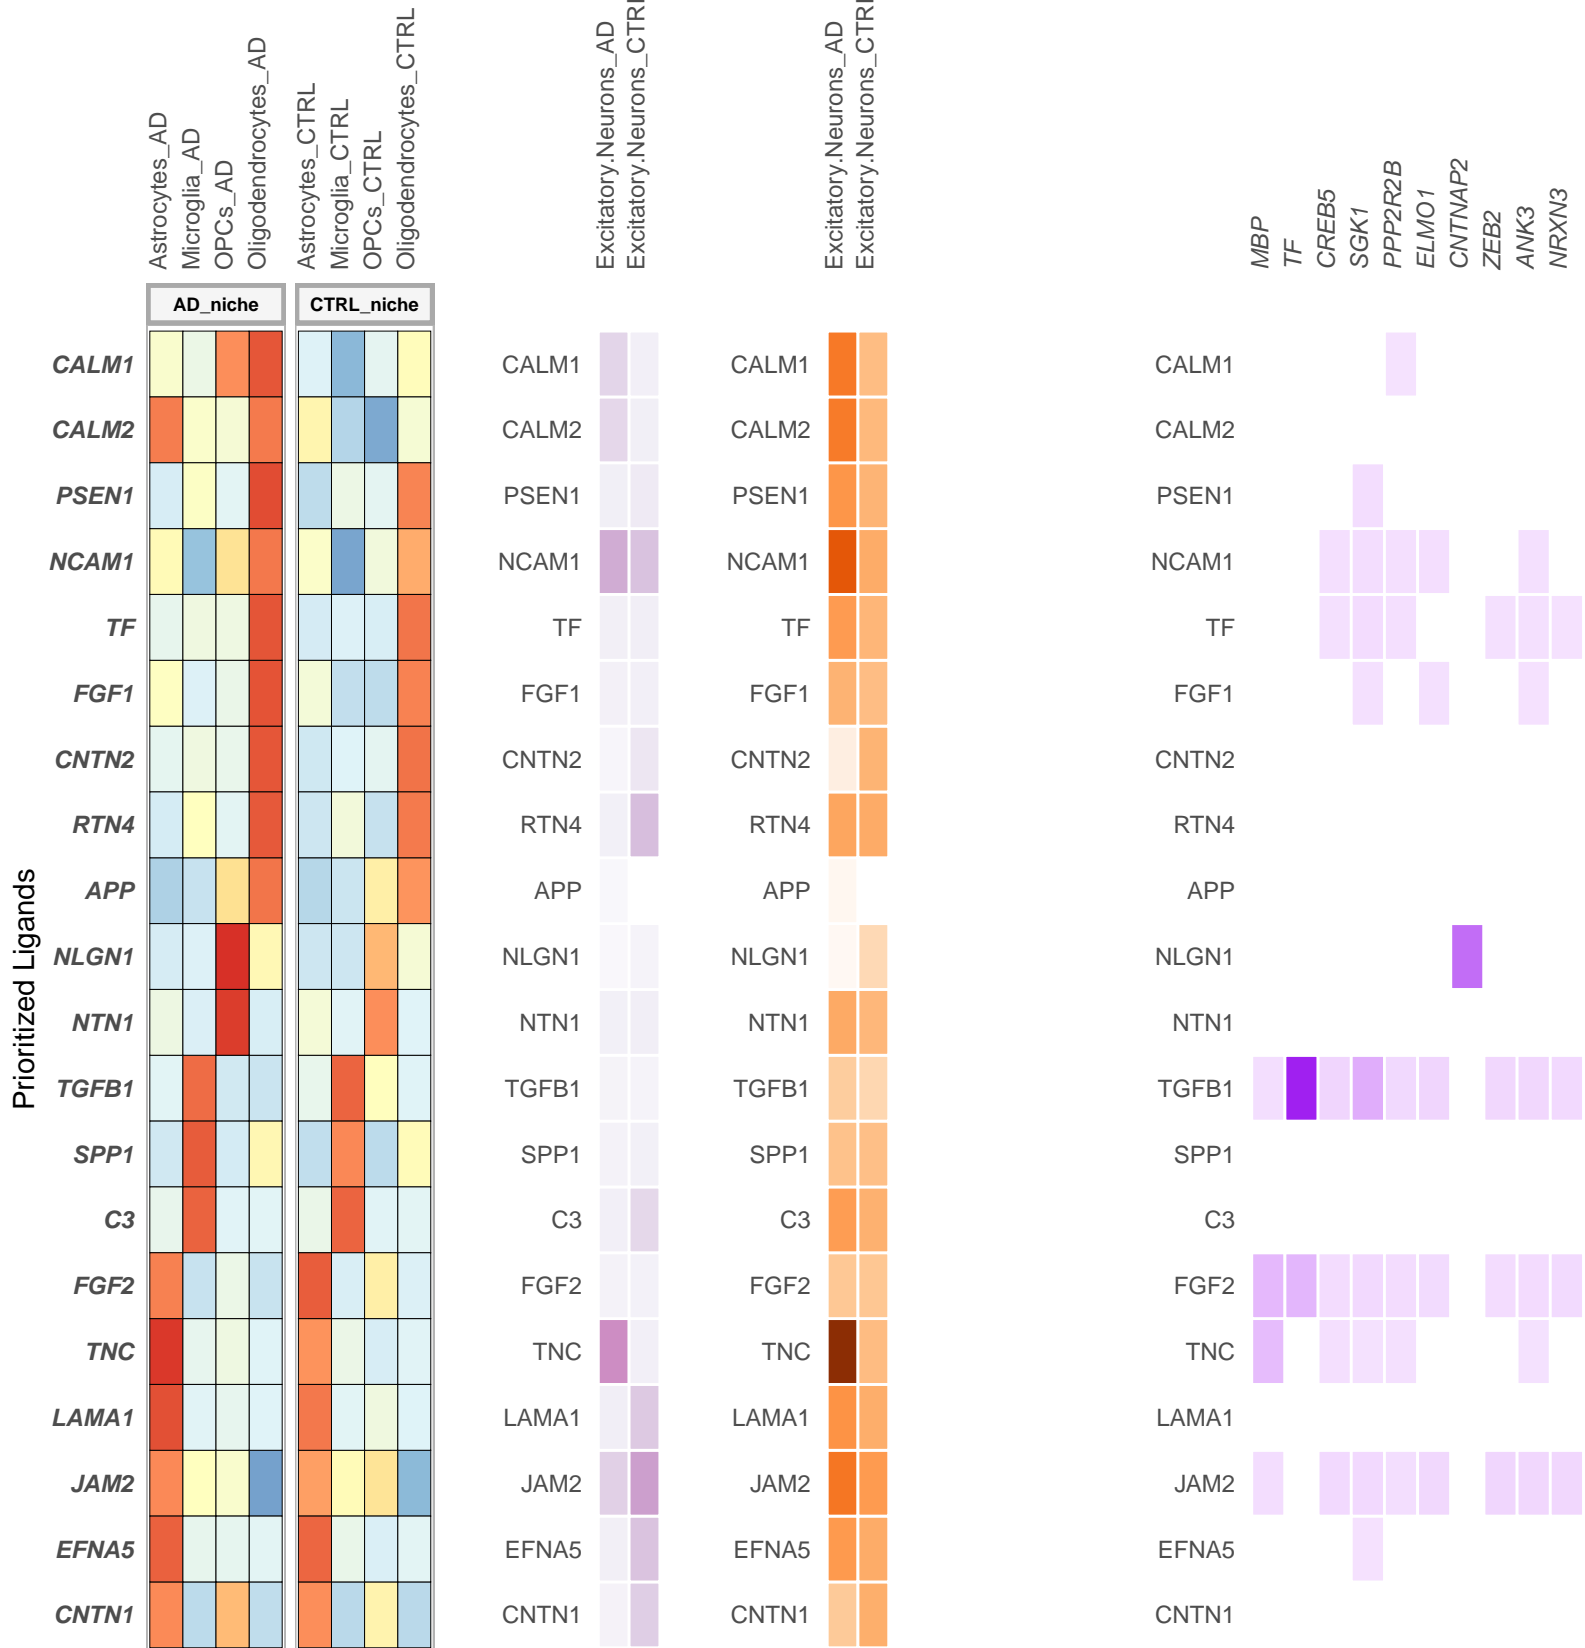 Astrocytes_AD
Microglia_AD
OPCs_AD
Oligodendrocytes_AD
Astrocytes_CTRL
Microglia_CTRL
OPCs_CTRL
Oligodendrocytes_CTRL
Excitatory.Neurons_AD
Excitatory.Neurons_CTRL
Excitatory.Neurons_AD
Excitatory.Neurons_CTRL
MBP
TF
CREB5
SGK1
PPP2R2B
ELMO1
CNTNAP2
ZEB2
ANK3
NRXN3
AD_niche CTRL_niche
Prioritized Ligands
CALM1 CALM1 CALM1 CALM1
CALM2 CALM2 CALM2 CALM2
PSEN1 PSEN1 PSEN1 PSEN1
NCAM1 NCAM1 NCAM1 NCAM1
TF TF TF TF
FGF1 FGF1 FGF1 FGF1
CNTN2 CNTN2 CNTN2 CNTN2
RTN4 RTN4 RTN4 RTN4
APP APP APP APP
NLGN1 NLGN1 NLGN1 NLGN1
NTN1 NTN1 NTN1 NTN1
TGFB1 TGFB1 TGFB1 TGFB1
SPP1 SPP1 SPP1 SPP1
C3 C3 C3 C3
FGF2 FGF2 FGF2 FGF2
TNC TNC TNC TNC
LAMA1 LAMA1 LAMA1 LAMA1
JAM2 JAM2 JAM2 JAM2
EFNA5 EFNA5 EFNA5 EFNA5
CNTN1 CNTN1 CNTN1 CNTN1